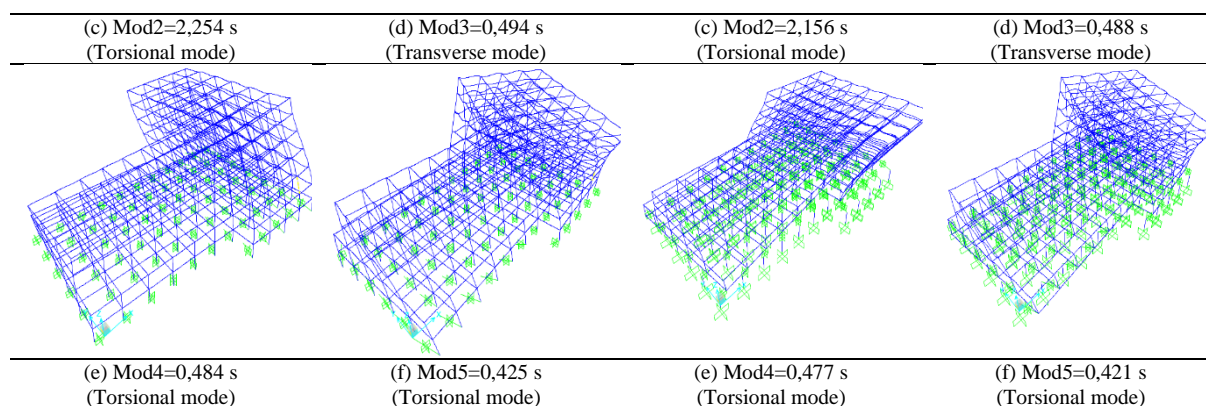 (c) Mod2=2,254 s (d) Mod3=0,494 s (c) Mod2=2,156 s (d) Mod3=0,488 s
(Torsional mode) (Transverse mode) (Torsional mode) (Transverse mode)
(e) Mod4=0,484 s (f) Mod5=0,425 s (e) Mod4=0,477 s (f) Mod5=0,421 s
(Torsional mode) (Torsional mode) (Torsional mode) (Torsional mode)